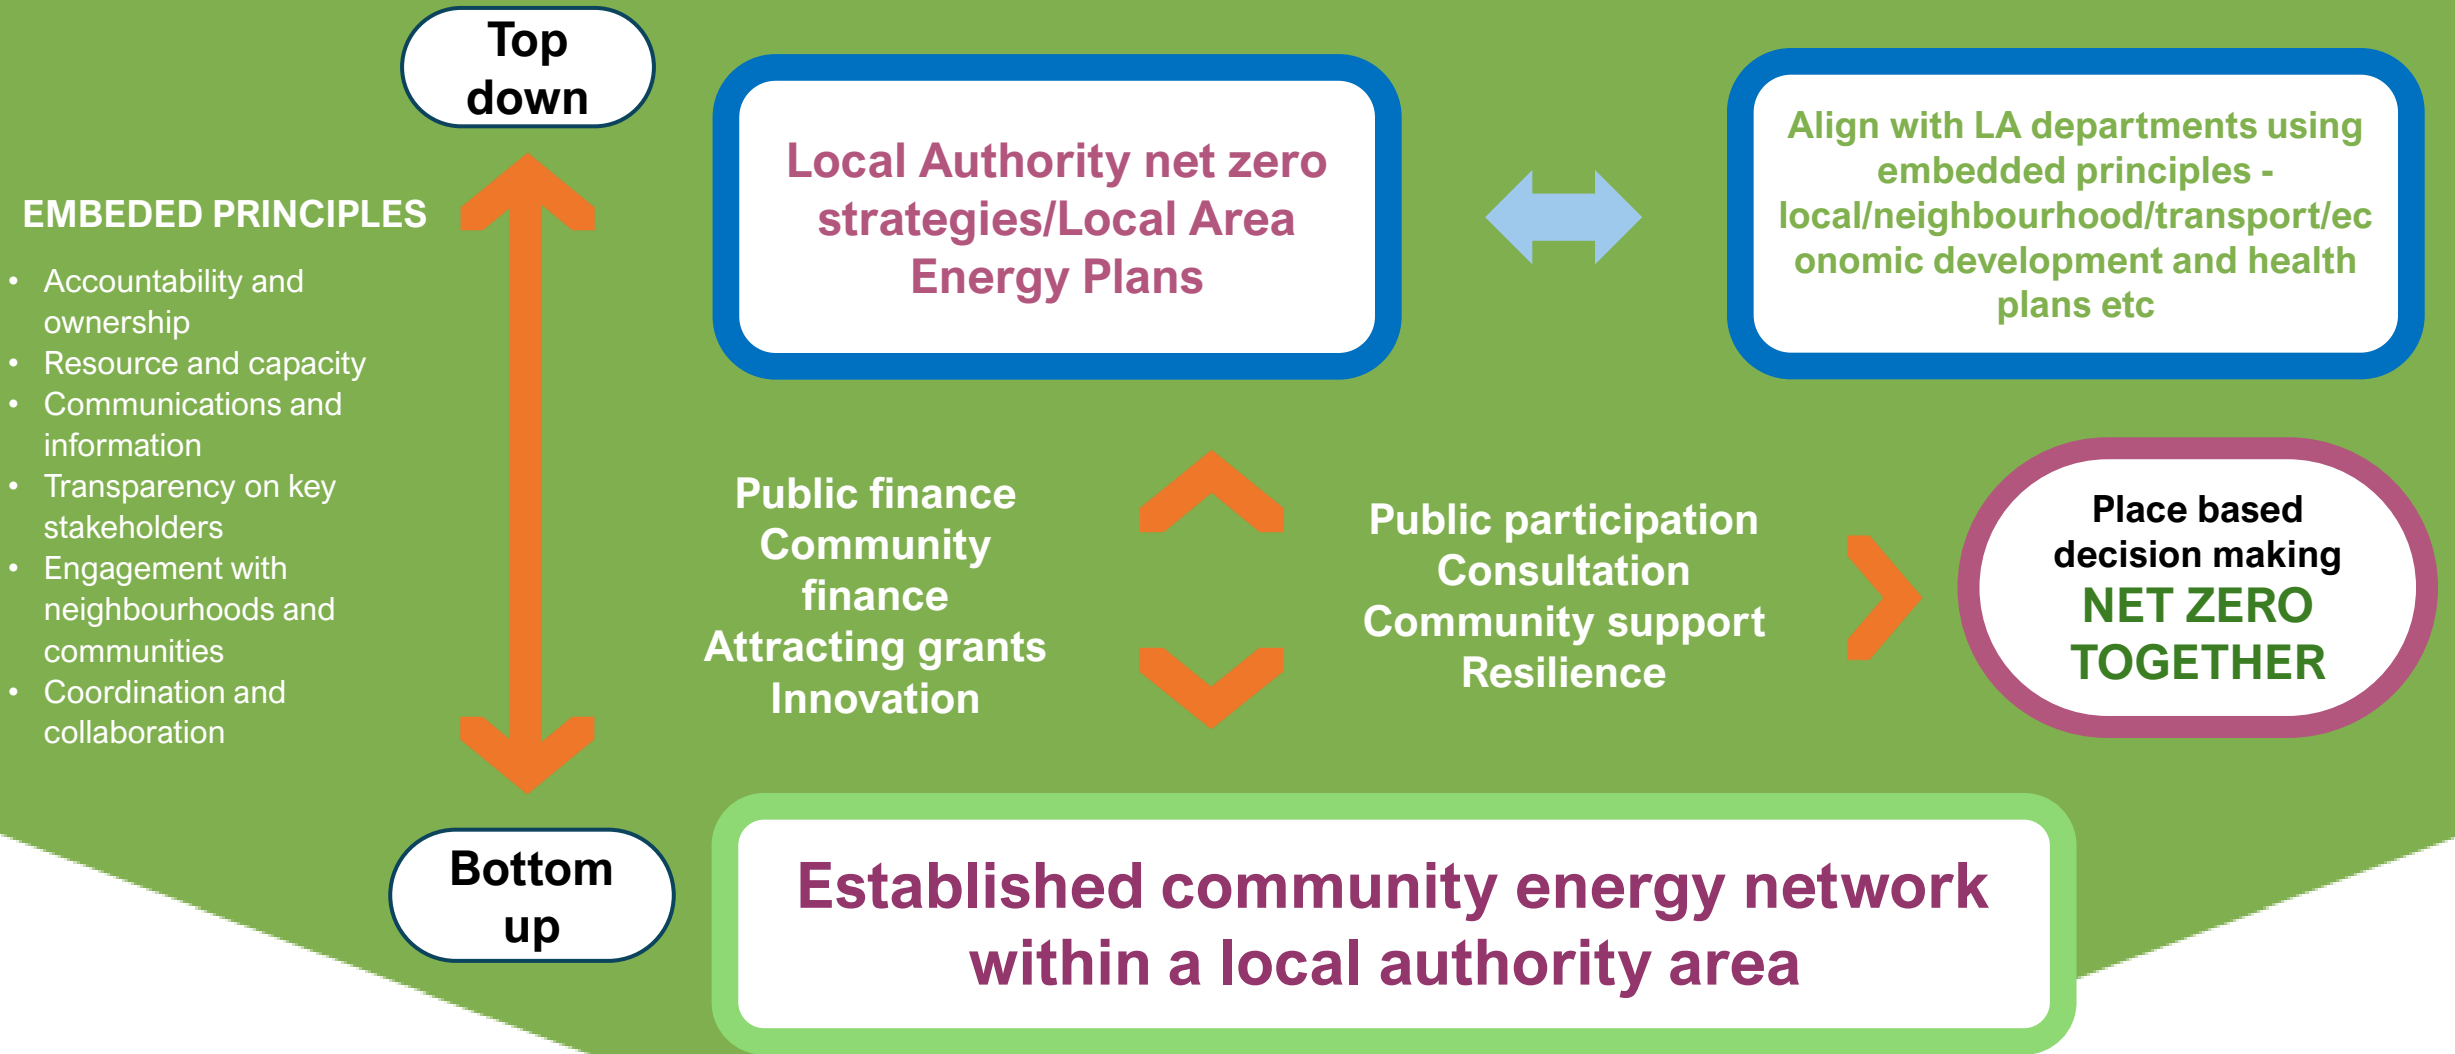 Top
down
EMBEDED PRINCIPLES
• Accountability and
ownership
• Resource and capacity
• Communications and
information
• Transparency on key
stakeholders
• Engagement with
neighbourhoods and
communities
• Coordination and
collaboration
Bottom
up
Local Authority net zero
strategies/Local Area
Energy Plans
Align with LA departments using
embedded principles -
local/neighbourhood/transport/ec
onomic development and health
plans etc
Public finance
Community
finance
Attracting grants
Innovation
Public participation
Consultation
Community support
Resilience
Place based
decision making
NET ZERO
TOGETHER
Established community energy network
within a local authority area